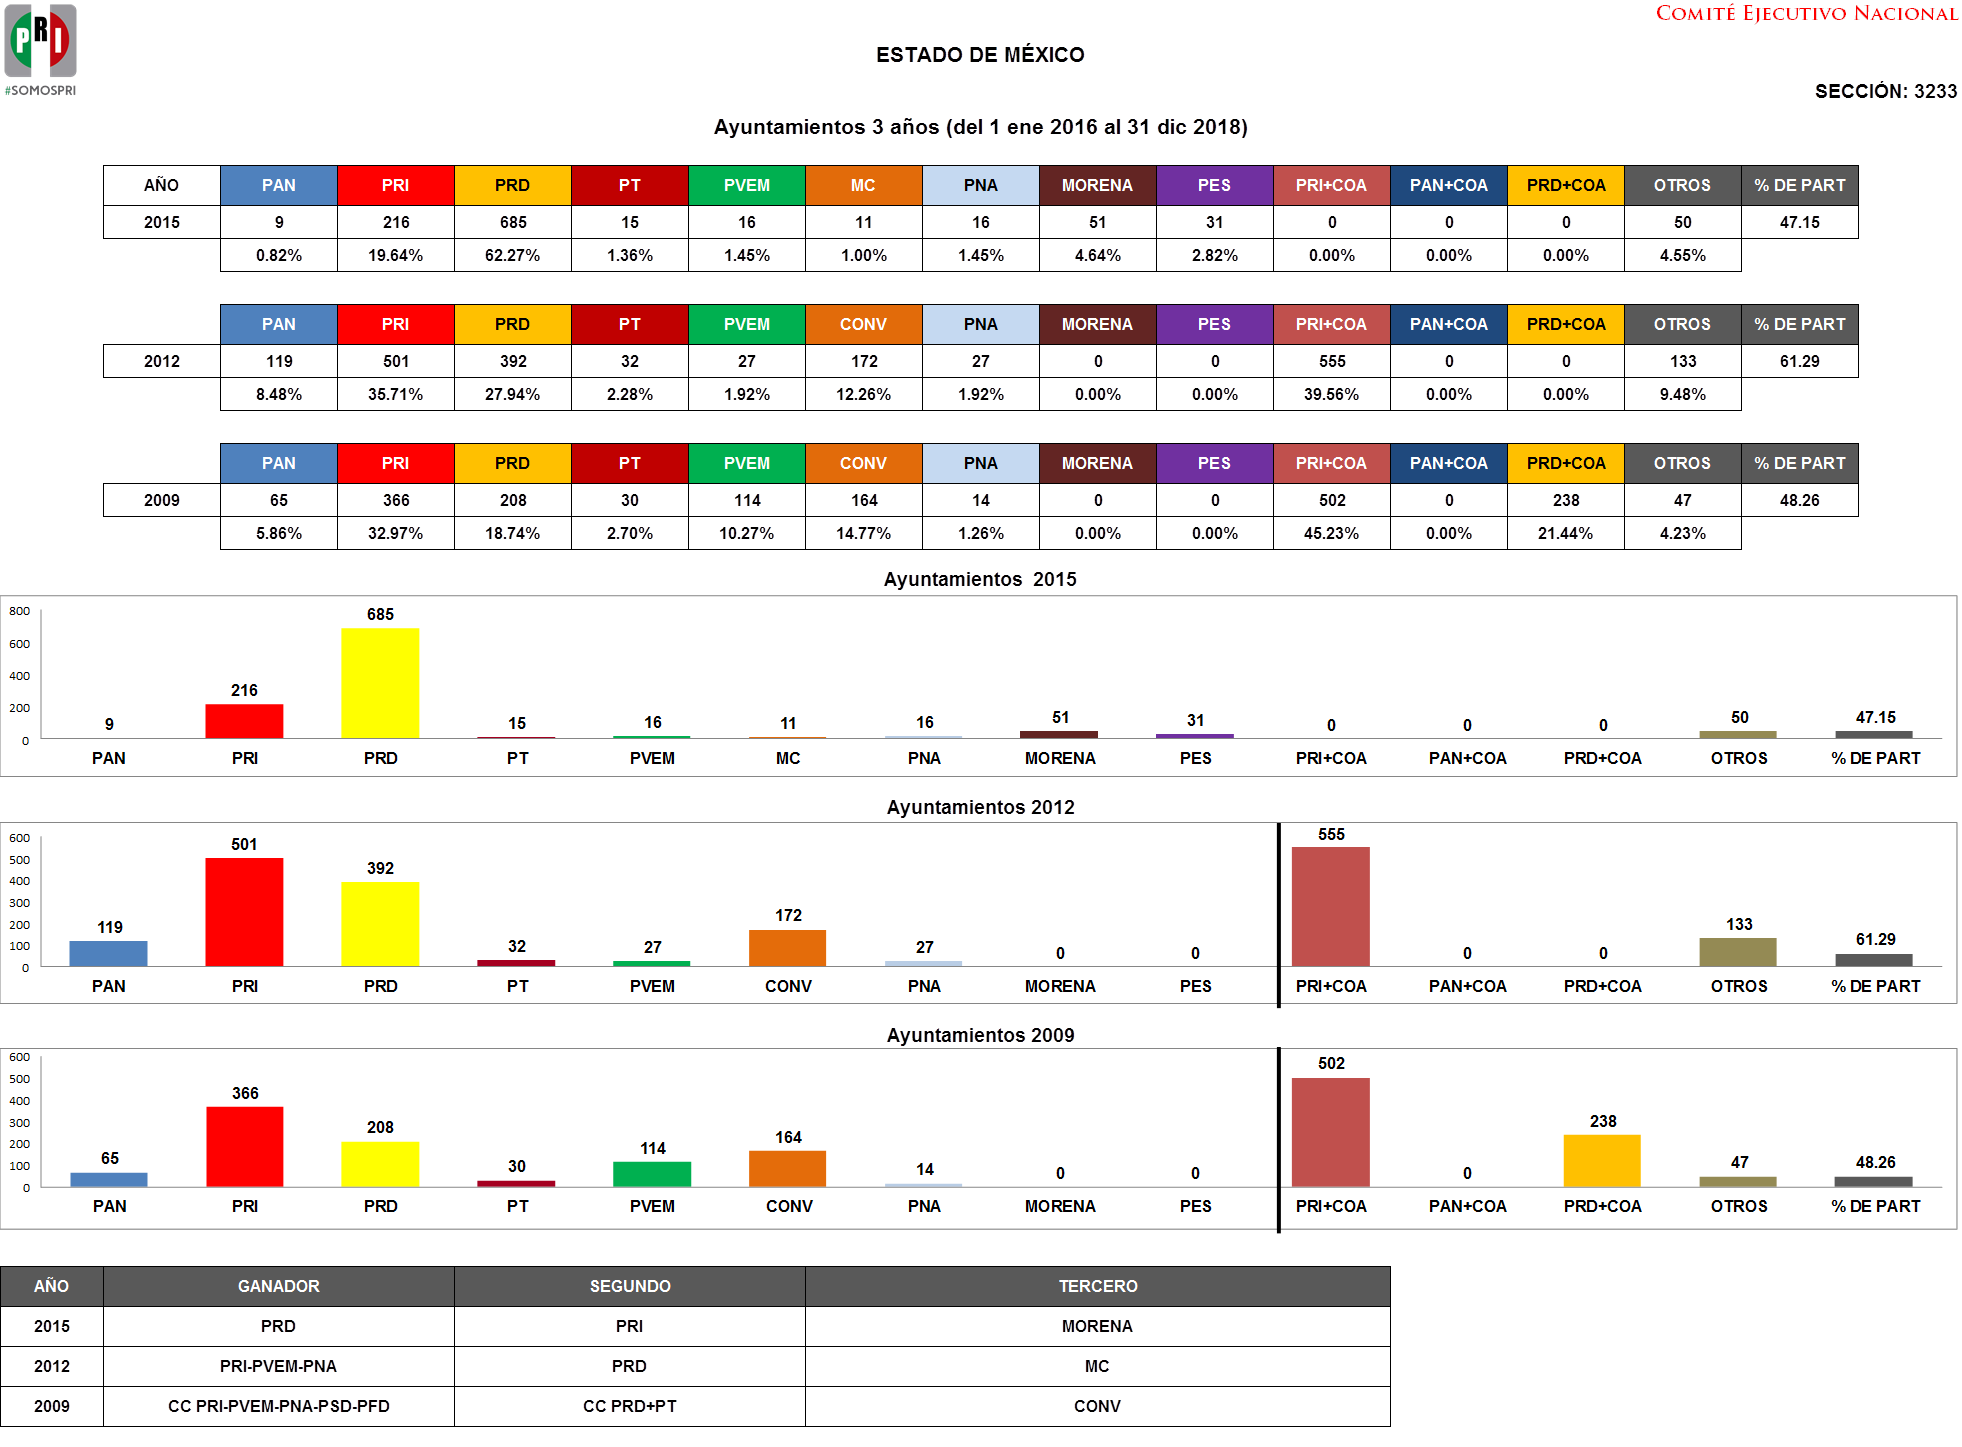 PRI
#SOMOSPRI
COMITÉ EJECUTIVO NACIONAL
ESTADO DE MÉXICO
SECCIÓN: 3233
Ayuntamientos 3 años (del 1 ene 2016 al 31 dic 2018)
AÑO PAN PRI PRD PT PVEM MC PNA MORENA PES PRI+COA PAN+COA PRD+COA OTROS % DE PART
2015 9 216 685 15 16 11 16 51 31 0 0 0 50 47.15
0.82% 19.64% 62.27% 1.36% 1.45% 1.00% 1.45% 4.64% 2.82% 0.00% 0.00% 0.00% 4.55%
PAN PRI PRD PT PVEM CONV PNA MORENA PES PRI+COA PAN+COA PRD+COA OTROS % DE PART
2012 119 501 392 32 27 172 27 0 0 555 0 0 133 61.29
8.48% 35.71% 27.94% 2.28% 1.92% 12.26% 1.92% 0.00% 0.00% 39.56% 0.00% 0.00% 9.48%
PAN PRI PRD PT PVEM CONV PNA MORENA PES PRI+COA PAN+COA PRD+COA OTROS % DE PART
2009 65 366 208 30 114 164 14 0 0 502 0 238 47 48.26
5.86% 32.97% 18.74% 2.70% 10.27% 14.77% 1.26% 0.00% 0.00% 45.23% 0.00% 21.44% 4.23%
Ayuntamientos 2015
800
600
400
200
0
9 216 685 15 16 11 16 51 31 0 0 0 50 47.15
PAN PRI PRD PT PVEM MC PNA MORENA PES PRI+COA PAN+COA PRD+COA OTROS % DE PART
Ayuntamientos 2012
600
500
400
300
200
100
0
119 501 392 32 27 172 27 0 0 555 0 0 133 61.29
PAN PRI PRD PT PVEM CONV PNA MORENA PES PRI+COA PAN+COA PRD+COA OTROS % DE PART
Ayuntamientos 2009
600
500
400
300
200
100
0
65 366 208 30 114 164 14 0 0 502 0 238 47 48.26
PAN PRI PRD PT PVEM CONV PNA MORENA PES PRI+COA PAN+COA PRD+COA OTROS % DE PART
AÑO GANADOR SEGUNDO TERCERO
2015 PRD PRI MORENA
2012 PRI-PVEM-PNA PRD MC
2009 CC PRI-PVEM-PNA-PSD-PFD CC PRD+PT CONV